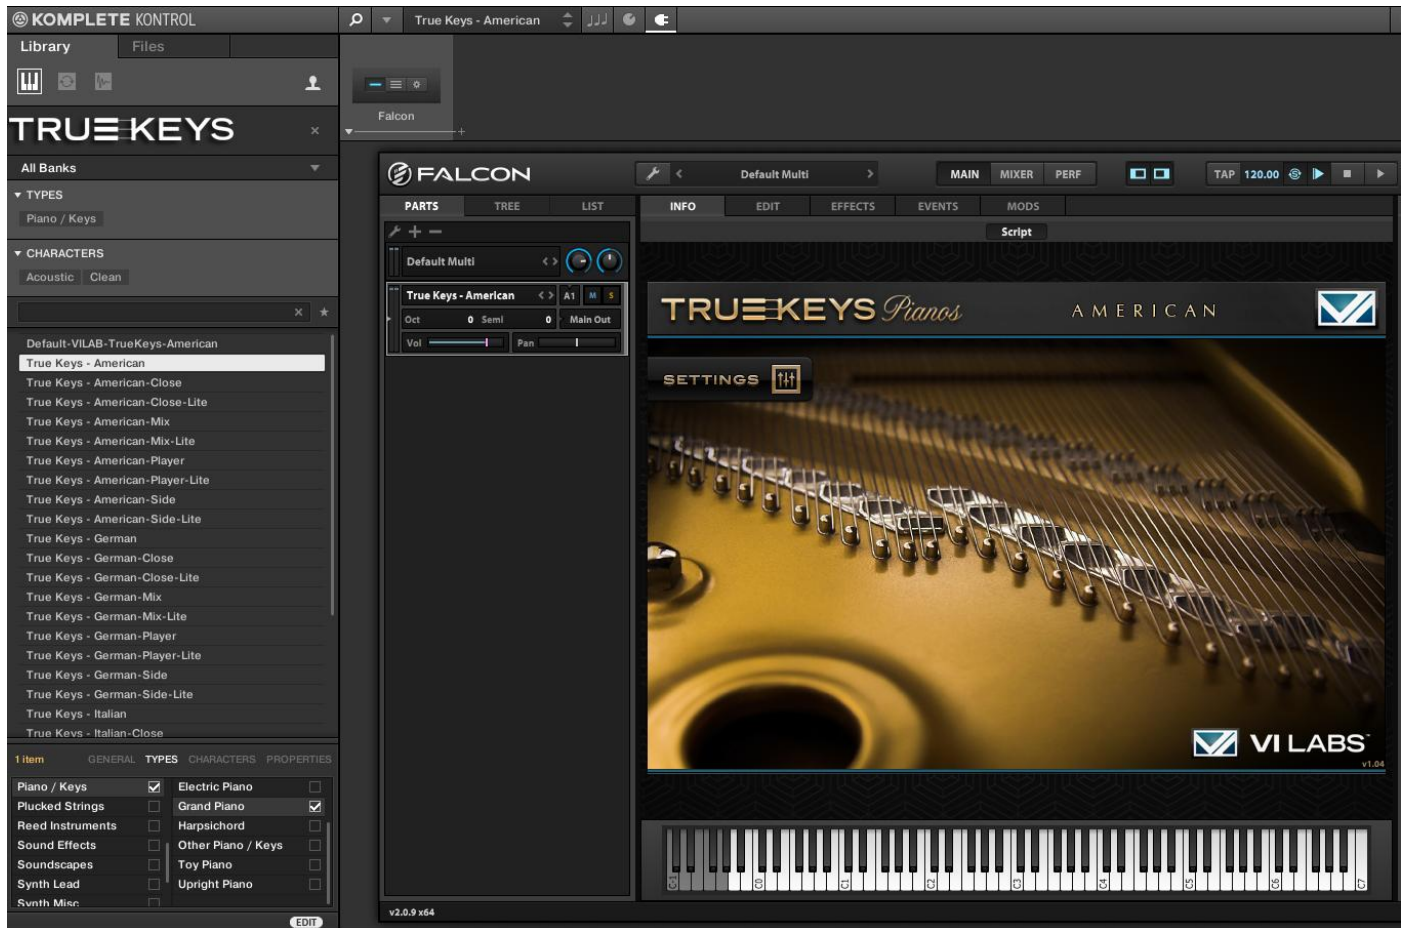 KOMPLETE KONTROL
True Keys - American
Library
Files
Falcon
TRUE KEYS
All Banks
TYPES
Piano / Keys
CHARACTERS
Acoustic
Clean
Default-VILAB-TrueKeys-American
True Keys - American
True Keys - American-Close
True Keys - American-Close-Lite
True Keys - American-Mix
True Keys - American-Mix-Lite
True Keys - American-Player
True Keys - American-Player-Lite
True Keys - American-Side
True Keys - American-Side-Lite
True Keys - German
True Keys - German-Close
True Keys - German-Close-Lite
True Keys - German-Mix
True Keys - German-Mix-Lite
True Keys - German-Player
True Keys - German-Player-Lite
True Keys - German-Side
True Keys - German-Side-Lite
True Keys - Italian
True Keys - Italian-Close
1 item GENERAL TYPES CHARACTERS PROPERTIES
Piano / Keys Electric Piano
Plucked Strings Grand Piano
Reed Instruments Harpsichord
Sound Effects Other Piano / Keys
Soundscapes Toy Piano
Synth Lead Upright Piano
Synth Misc
EDIT
FALCON
Default Multi
MAIN MIXER PERF
TAP 120.00
PARTS TREE LIST
INFO EDIT EFFECTS EVENTS MODS
Script
Default Multi
True Keys - American A1 M S
Oct 0 Semi 0 Main Out
Vol Pan
TRUE KEYS Pianos AMERICAN
SETTINGS
VI LABS™
v1.04
C-1 C0 C1 C2 C3 C4 C5 C6 C7
v2.0.9 x64